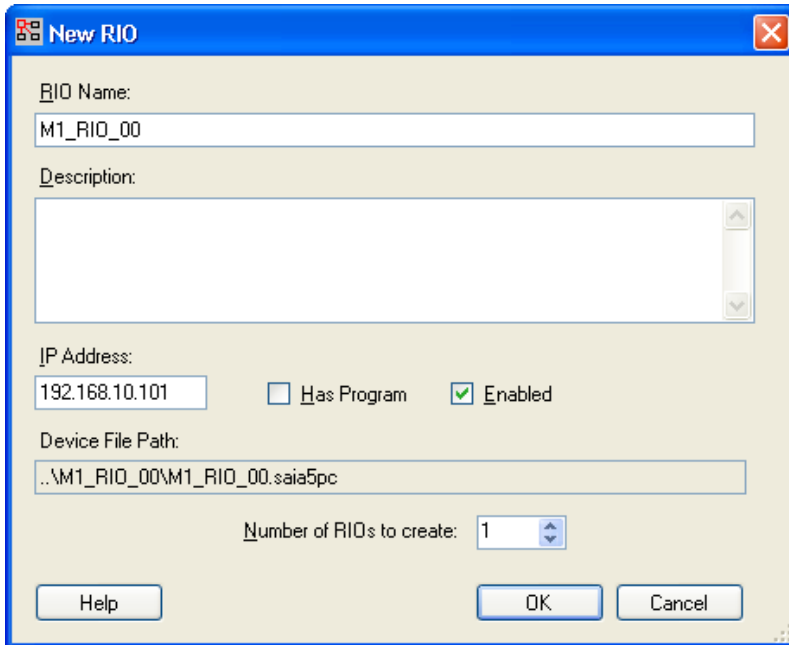 New RIO
RIO Name:
M1_RIO_00
Description:
IP Address:
192.168.10.101 Has Program Enabled
Device File Path:
..\M1_RIO_00\M1_RIO_00.saia5pc
Number of RIOs to create: 1
Help OK Cancel